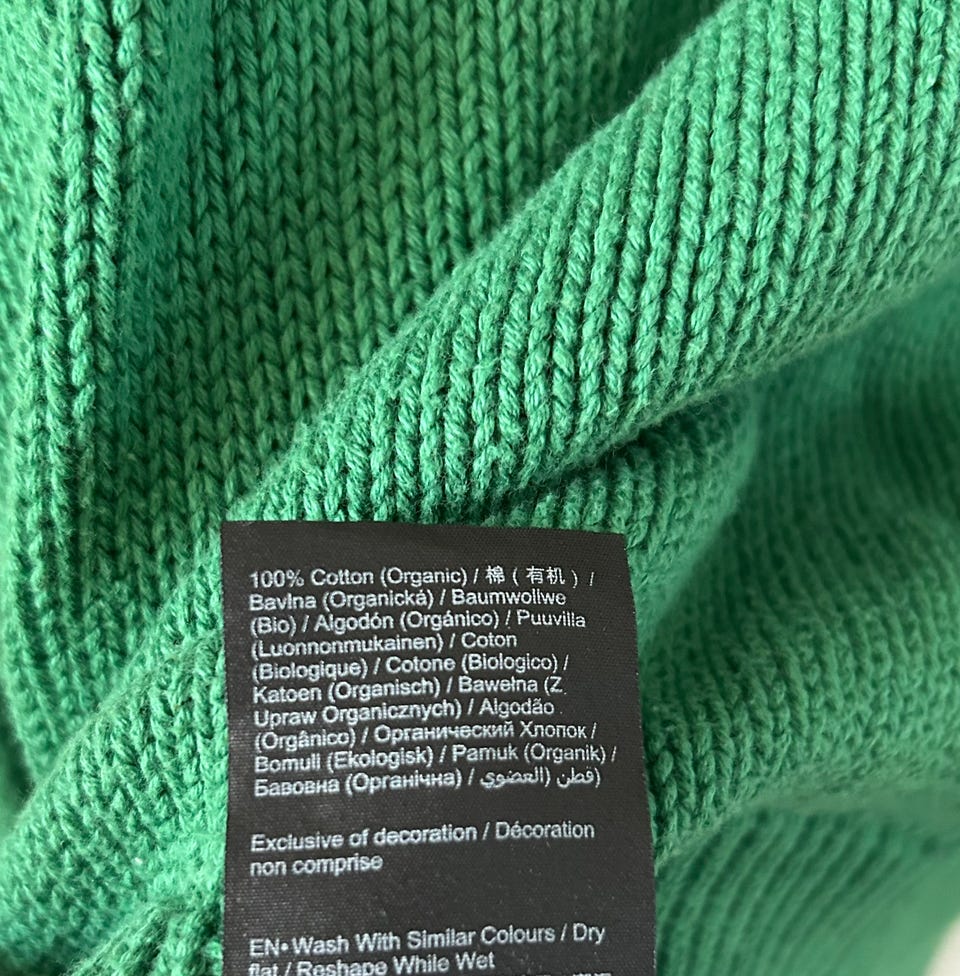 100% Cotton (Organic) / 棉 ( 有机 ) /
Bavlna (Organická) / Baumwollwe
(Bio) / Algodón (Orgánico) / Puuvilla
(Luonnonmukainen) / Coton
(Biologique) / Cotone (Biologico) /
Katoen (Organisch) / Bawełna (Z
Upraw Organicznych) / Algodão
(Orgânico) / Органический Хлопок /
Bomull (Ekologisk) / Pamuk (Organik) /
Бавовна (Органічна) / قطن (العضوي)
Exclusive of decoration / Décoration
non comprise
EN• Wash With Similar Colours / Dry
flat / Reshape While Wet